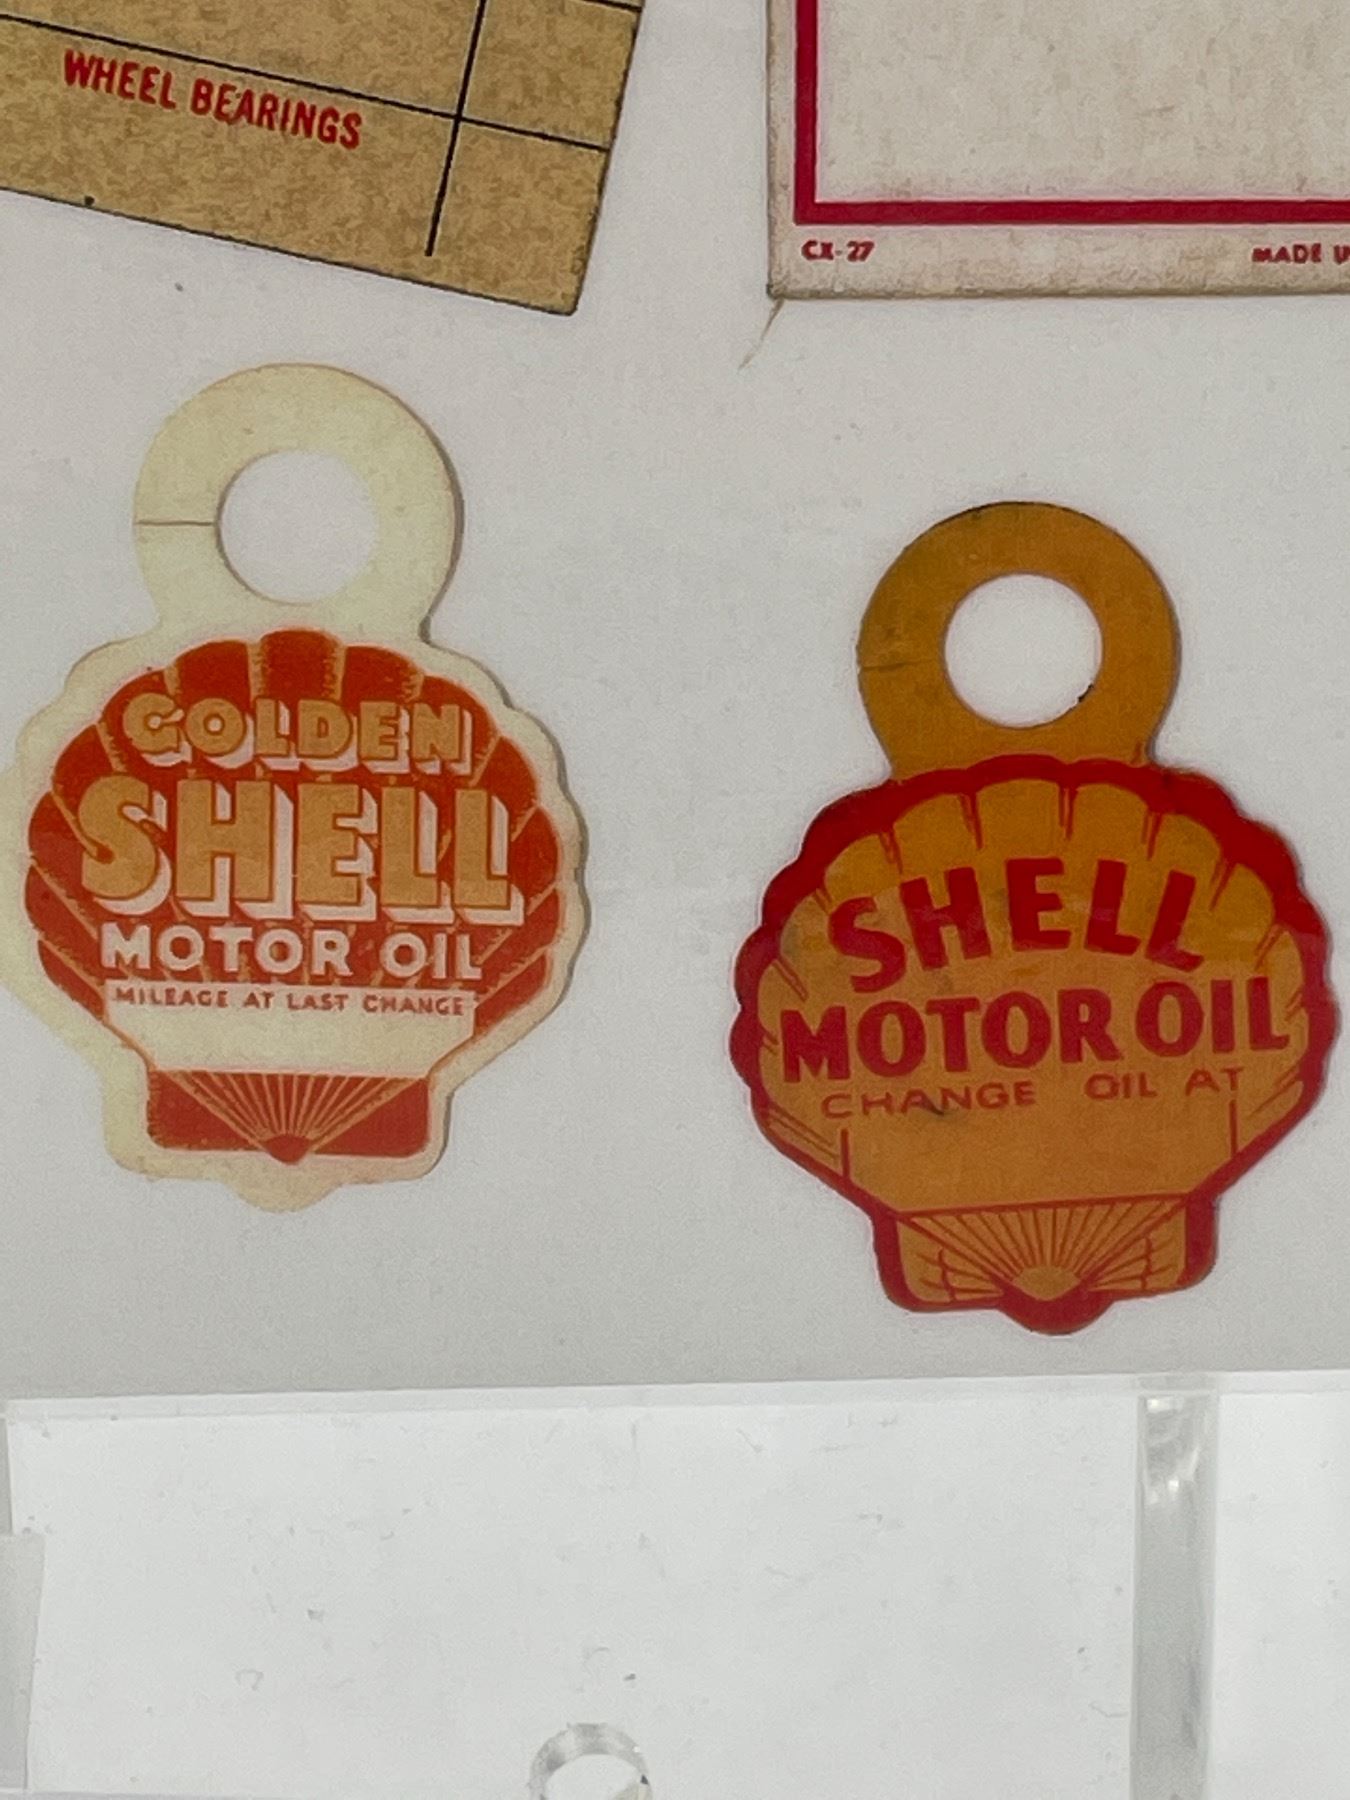 WHEEL BEARINGS
CX-27
MADE
GOLDEN
SHELL
MOTOR OIL
MILEAGE AT LAST CHANGE
SHELL
MOTOR OIL
CHANGE OIL AT